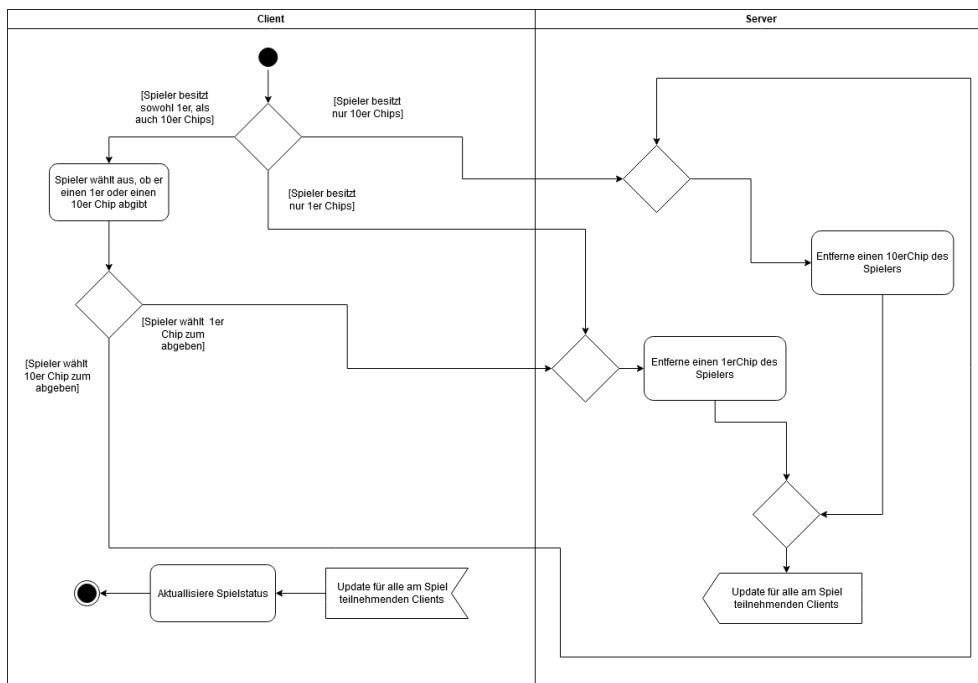 Client
Server
[Spieler besitzt
sowohl 1er, als
auch 10er Chips]
[Spieler besitzt
nur 10er Chips]
Spieler wählt aus, ob er
einen 1er oder einen
10er Chip abgibt
[Spieler besitzt
nur 1er Chips]
Entferne einen 10erChip des
Spielers
[Spieler wählt 1er
Chip zum
abgeben]
[Spieler wählt
10er Chip zum
abgeben]
Entferne einen 1erChip des
Spielers
Aktuallisiere Spielstatus
Update für alle am Spiel
teilnehmenden Clients
Update für alle am Spiel
teilnehmenden Clients